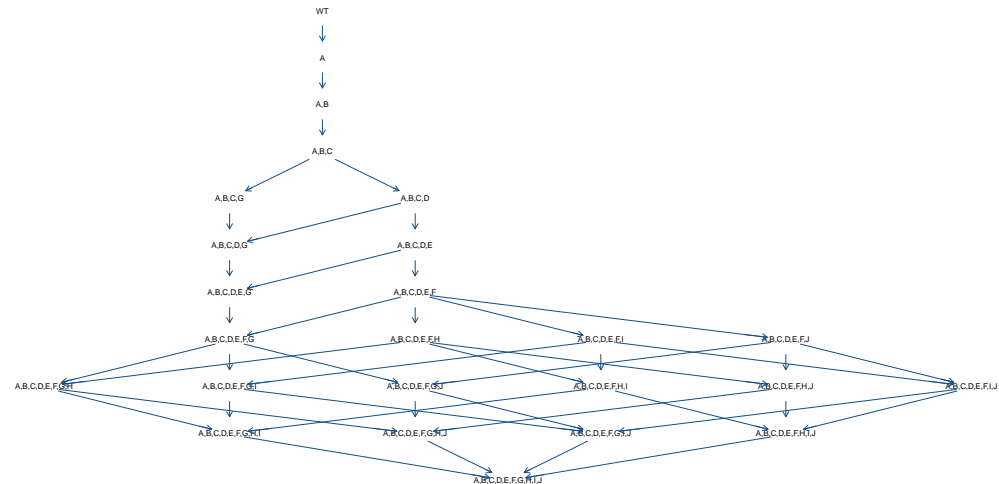 WT
A
A,B
A,B,C
A,B,C,G
A,B,C,D
A,B,C,D,G
A,B,C,D,E
A,B,C,D,E,G
A,B,C,D,E,F
A,B,C,D,E,F,G
A,B,C,D,E,F,H
A,B,C,D,E,F,I
A,B,C,D,E,F,J
A,B,C,D,E,F,G,H
A,B,C,D,E,F,G,I
A,B,C,D,E,F,G,J
A,B,C,D,E,F,H,I
A,B,C,D,E,F,H,J
A,B,C,D,E,F,I,J
A,B,C,D,E,F,G,H,I
A,B,C,D,E,F,G,H,J
A,B,C,D,E,F,G,I,J
A,B,C,D,E,F,H,I,J
A,B,C,D,E,F,G,H,I,J